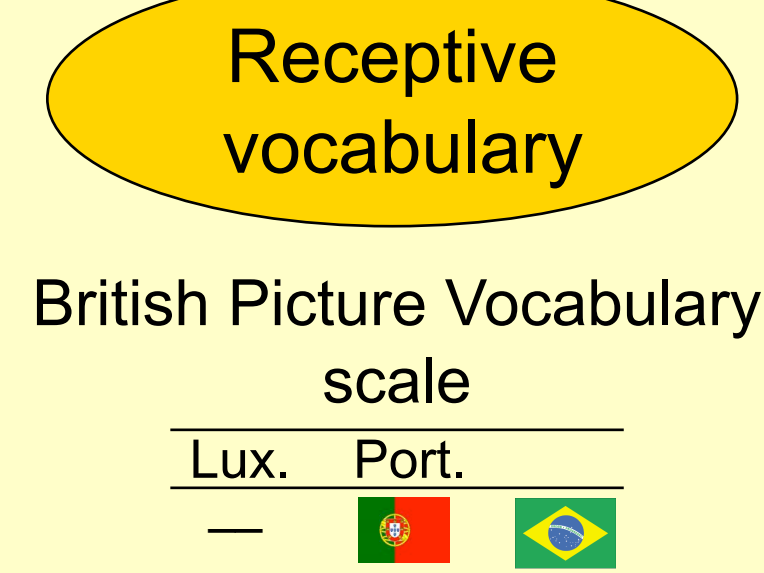 Receptive
vocabulary
British Picture Vocabulary
scale
Lux. Port.
—